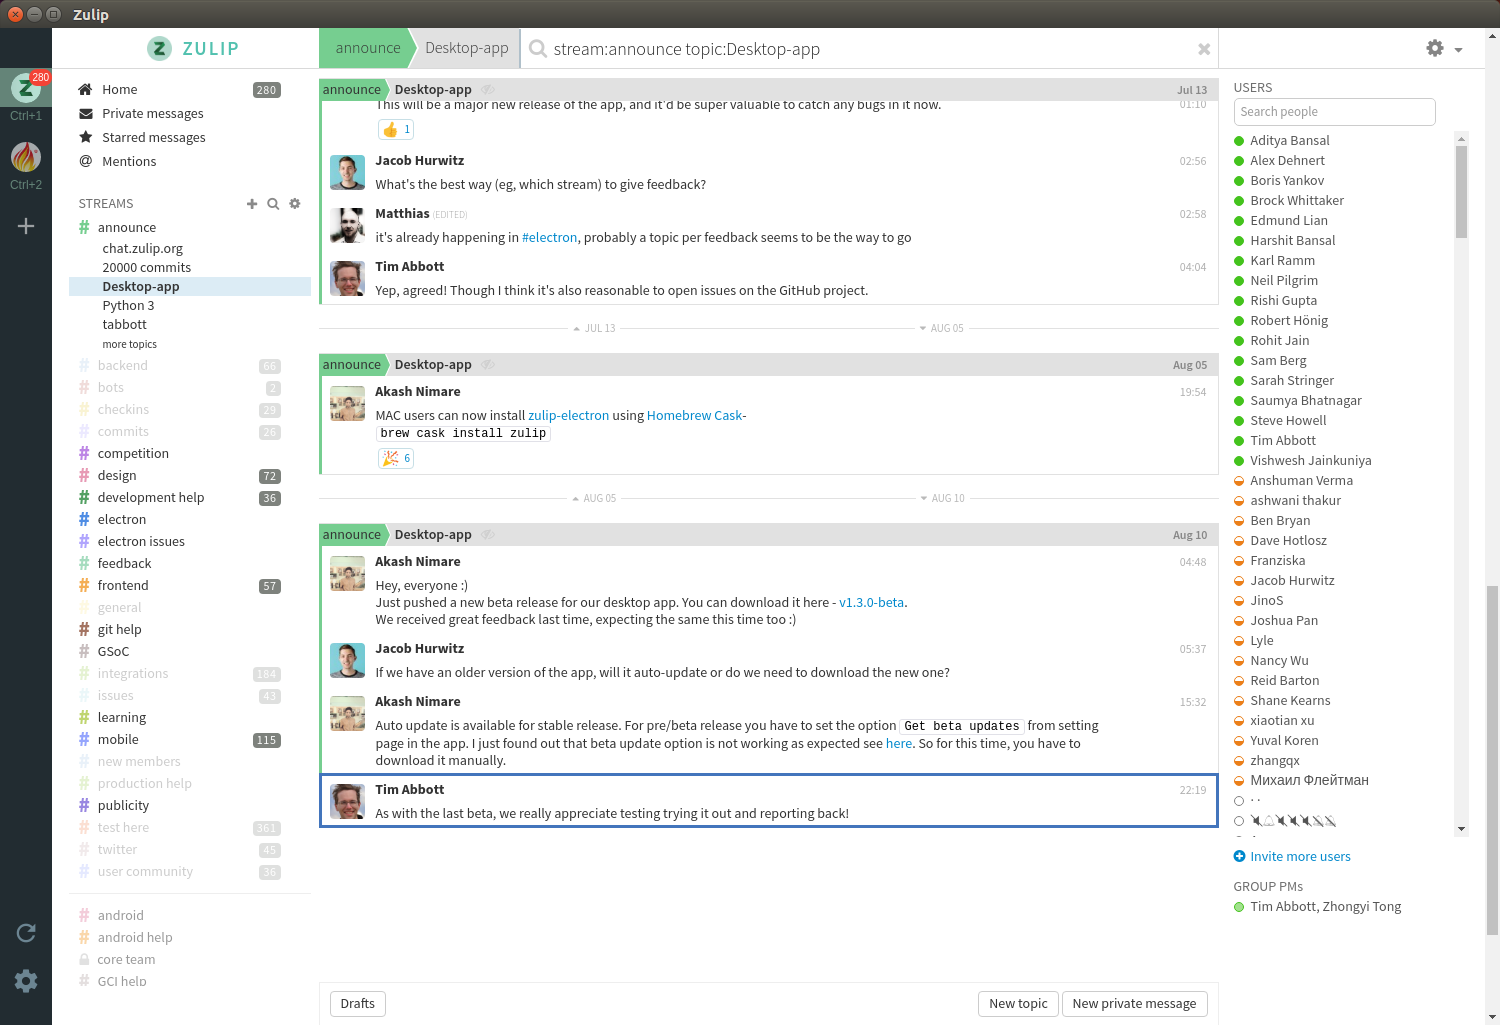 Zulip
280
Ctrl+1
Ctrl+2
ZULIP
Home 280
Private messages
Starred messages
@ Mentions
STREAMS
# announce
chat.zulip.org
20000 commits
Desktop-app
Python 3
tabbott
more topics
# backend 66
# bots 2
# checkins 29
# commits 26
# competition
# design 72
# development help 36
# electron
# electron issues
# feedback
# frontend 57
# general
# git help
# GSoC
# integrations 184
# issues 43
# learning
# mobile 115
# new members
# production help
# publicity
# test here 361
# twitter 45
# user community 36
# android
# android help
core team
# GCI help
announce Desktop-app stream:announce topic:Desktop-app
announce Desktop-app Jul 13
This will be a major new release of the app, and it'd be super valuable to catch any bugs in it now. 01:10
1
Jacob Hurwitz 02:56
What's the best way (eg, which stream) to give feedback?
Matthias (EDITED) 02:58
it's already happening in #electron, probably a topic per feedback seems to be the way to go
Tim Abbott 04:04
Yep, agreed! Though I think it's also reasonable to open issues on the GitHub project.
JUL 13 AUG 05
announce Desktop-app Aug 05
Akash Nimare 19:54
MAC users can now install zulip-electron using Homebrew Cask-
brew cask install zulip
6
AUG 05 AUG 10
announce Desktop-app Aug 10
Akash Nimare 04:48
Hey, everyone :)
Just pushed a new beta release for our desktop app. You can download it here - v1.3.0-beta.
We received great feedback last time, expecting the same this time too :)
Jacob Hurwitz 05:37
If we have an older version of the app, will it auto-update or do we need to download the new one?
Akash Nimare 15:32
Auto update is available for stable release. For pre/beta release you have to set the option Get beta updates from setting
page in the app. I just found out that beta update option is not working as expected see here. So for this time, you have to
download it manually.
Tim Abbott 22:19
As with the last beta, we really appreciate testing trying it out and reporting back!
Drafts
New topic
New private message
USERS
Search people
Aditya Bansal
Alex Dehnert
Boris Yankov
Brock Whittaker
Edmund Lian
Harshit Bansal
Karl Ramm
Neil Pilgrim
Rishi Gupta
Robert Hönig
Rohit Jain
Sam Berg
Sarah Stringer
Saumya Bhatnagar
Steve Howell
Tim Abbott
Vishwesh Jainkuniya
Anshuman Verma
ashwani thakur
Ben Bryan
Dave Hotlosz
Franziska
Jacob Hurwitz
JinoS
Joshua Pan
Lyle
Nancy Wu
Reid Barton
Shane Kearns
xiaotian xu
Yuval Koren
zhangqx
Михаил Флейтман
Invite more users
GROUP PMs
Tim Abbott, Zhongyi Tong